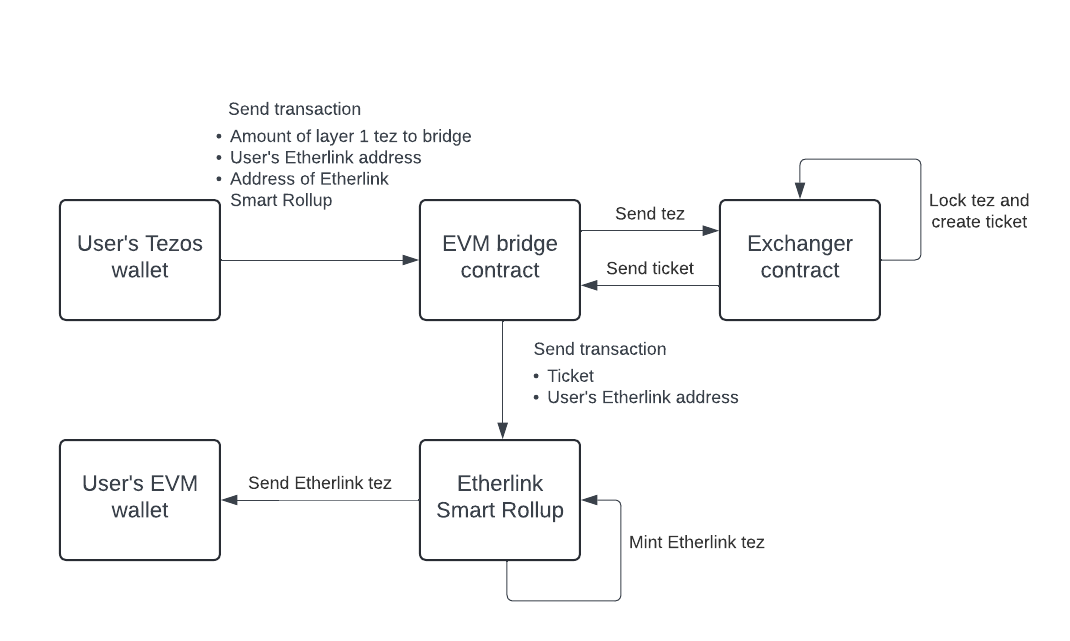 Send transaction
• Amount of layer 1 tez to bridge
• User's Etherlink address
• Address of Etherlink
Smart Rollup
User's Tezos
wallet
EVM bridge
contract
Send tez
Send ticket
Exchanger
contract
Lock tez and
create ticket
Send transaction
• Ticket
• User's Etherlink address
User's EVM
wallet
Send Etherlink tez
Etherlink
Smart Rollup
Mint Etherlink tez